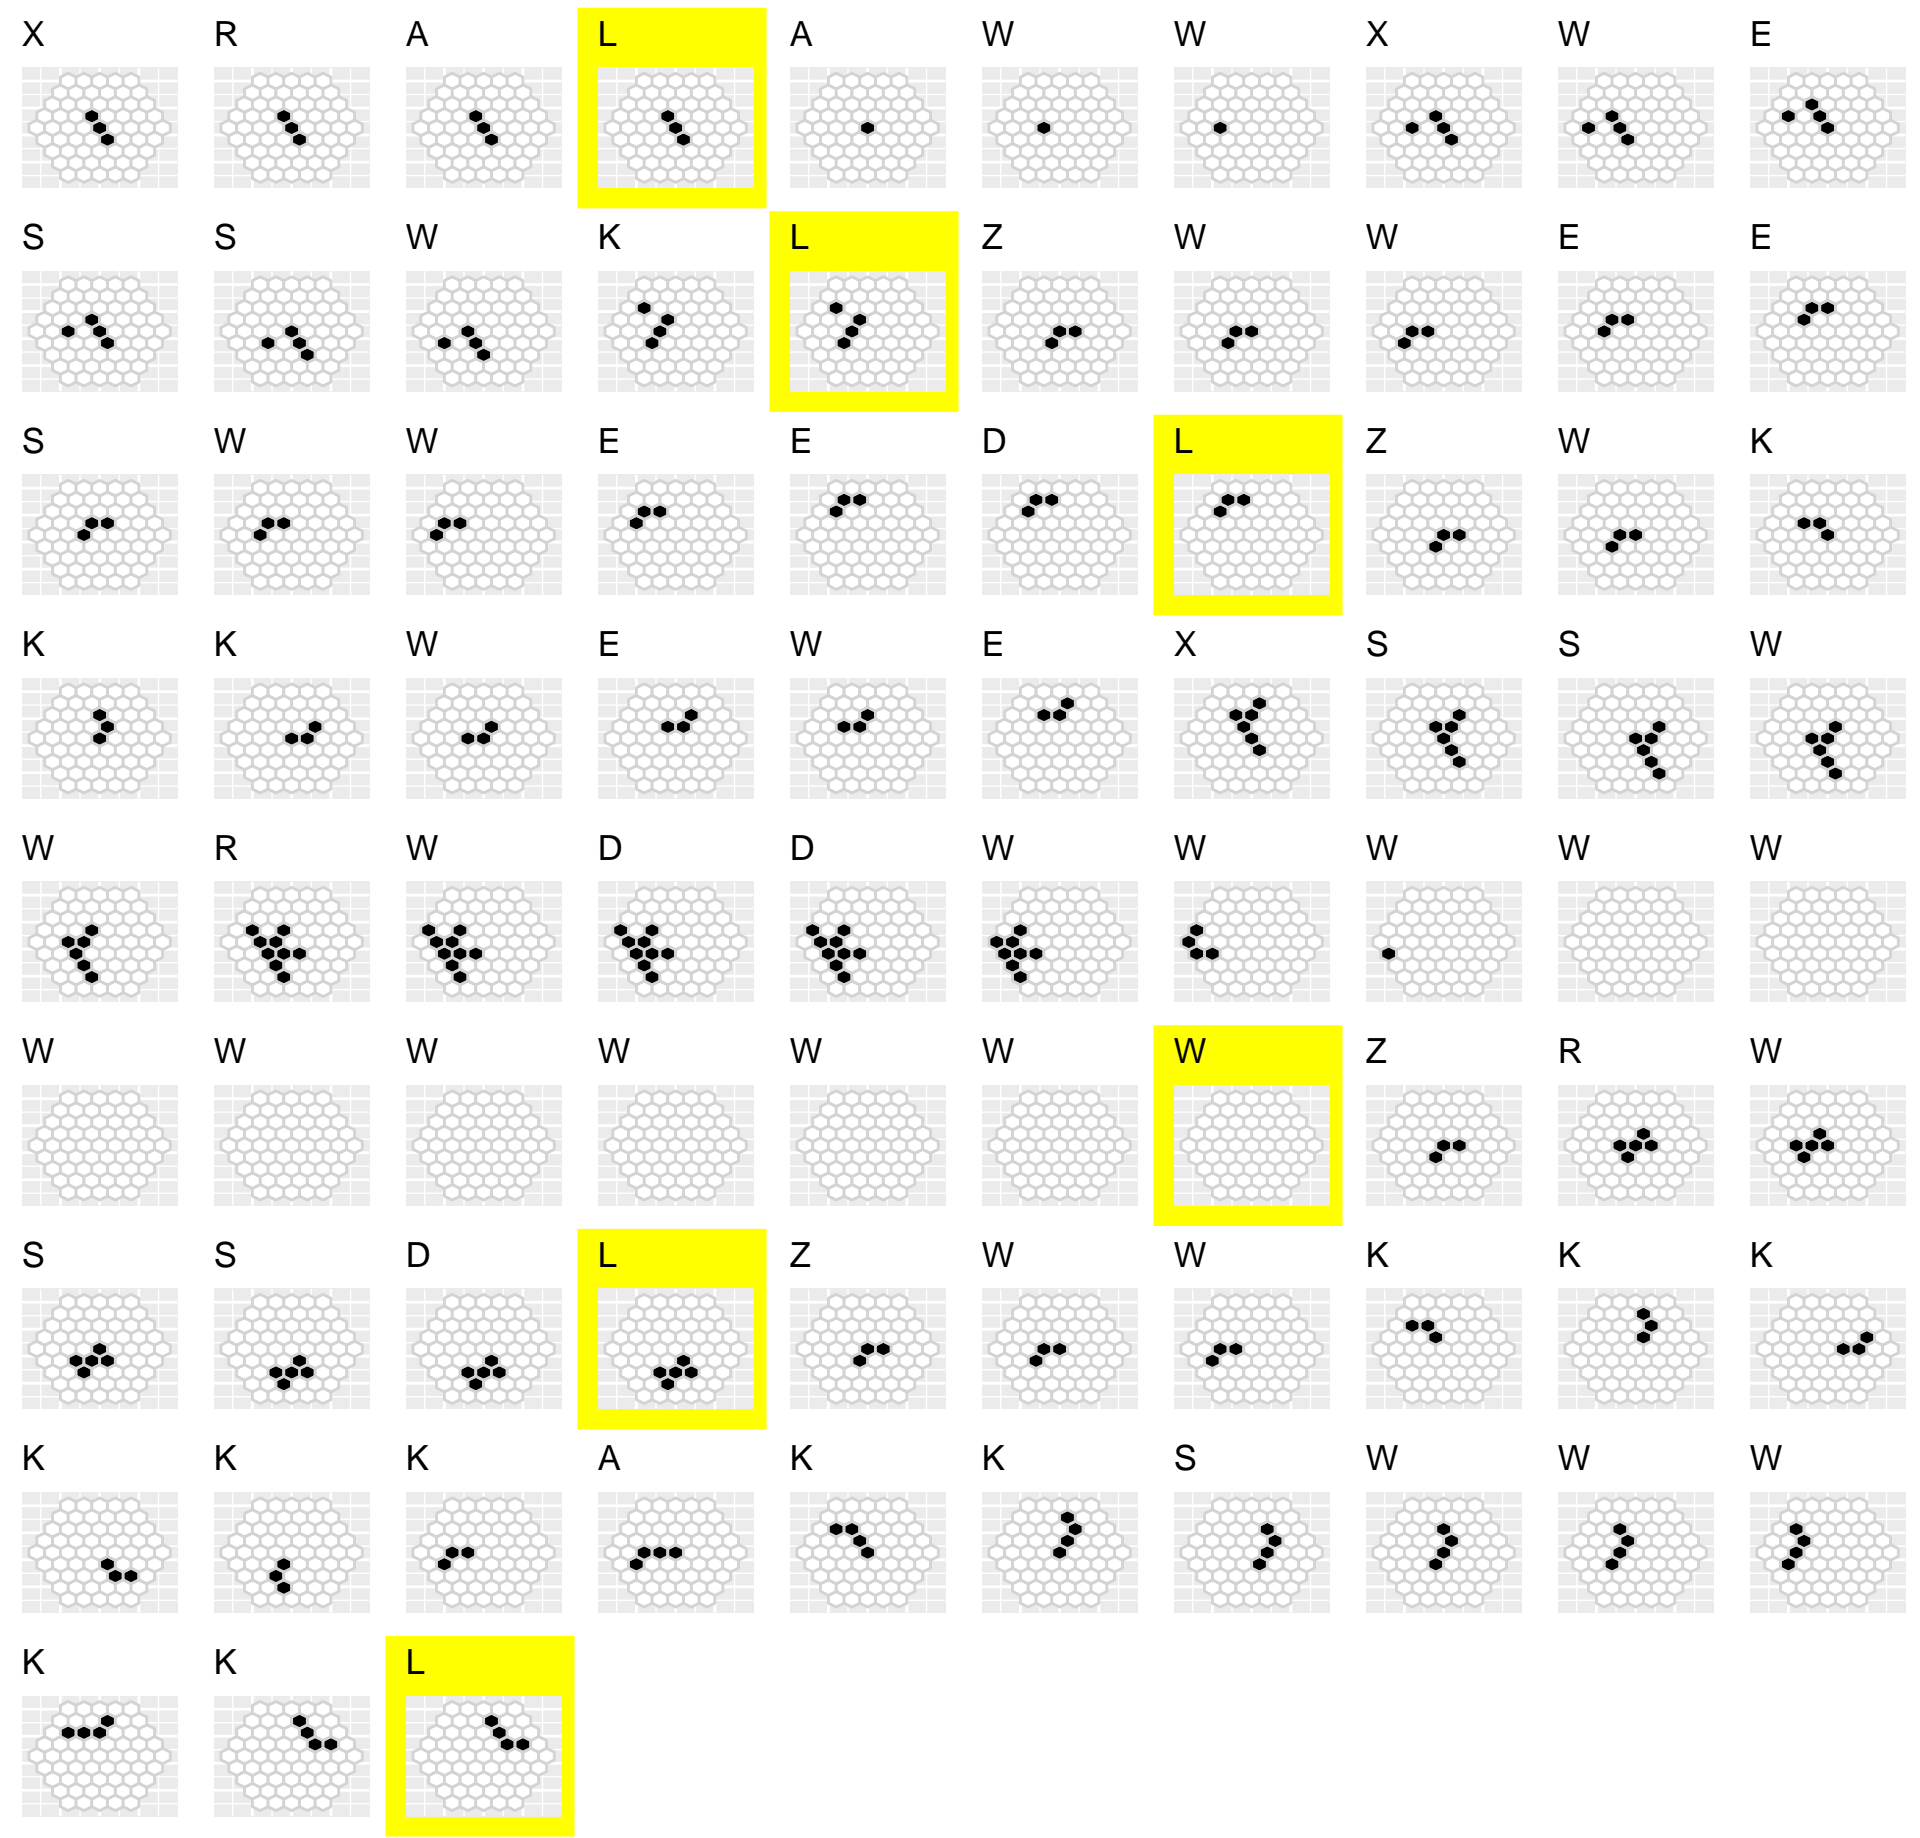 X R A L A W W X W E
S S W K L Z W W E E
S W W E E D L Z W K
K K W E W E X S S W
W R W D D W W W W W
W W W W W W W Z R W
S S D L Z W W K K K
K K K A K K S W W W
K K L